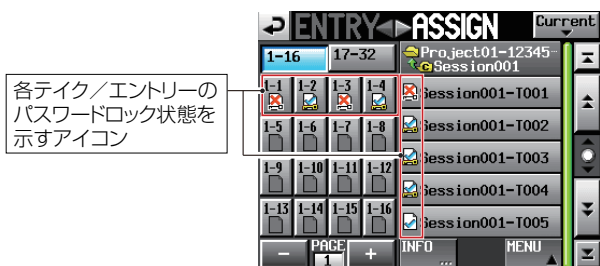 ENTRY ASSIGN Current
1-16 17-32 Project01-12345
C Session001
各テイク／エントリーの
パスワードロック状態を
示すアイコン
1-1 1-2 1-3 1-4 Session001-T001
1-5 1-6 1-7 1-8 Session001-T002
1-9 1-10 1-11 1-12 Session001-T003
Session001-T004
1-13 1-14 1-15 1-16 Session001-T005
- PAGE 1 + INFO ... MENU